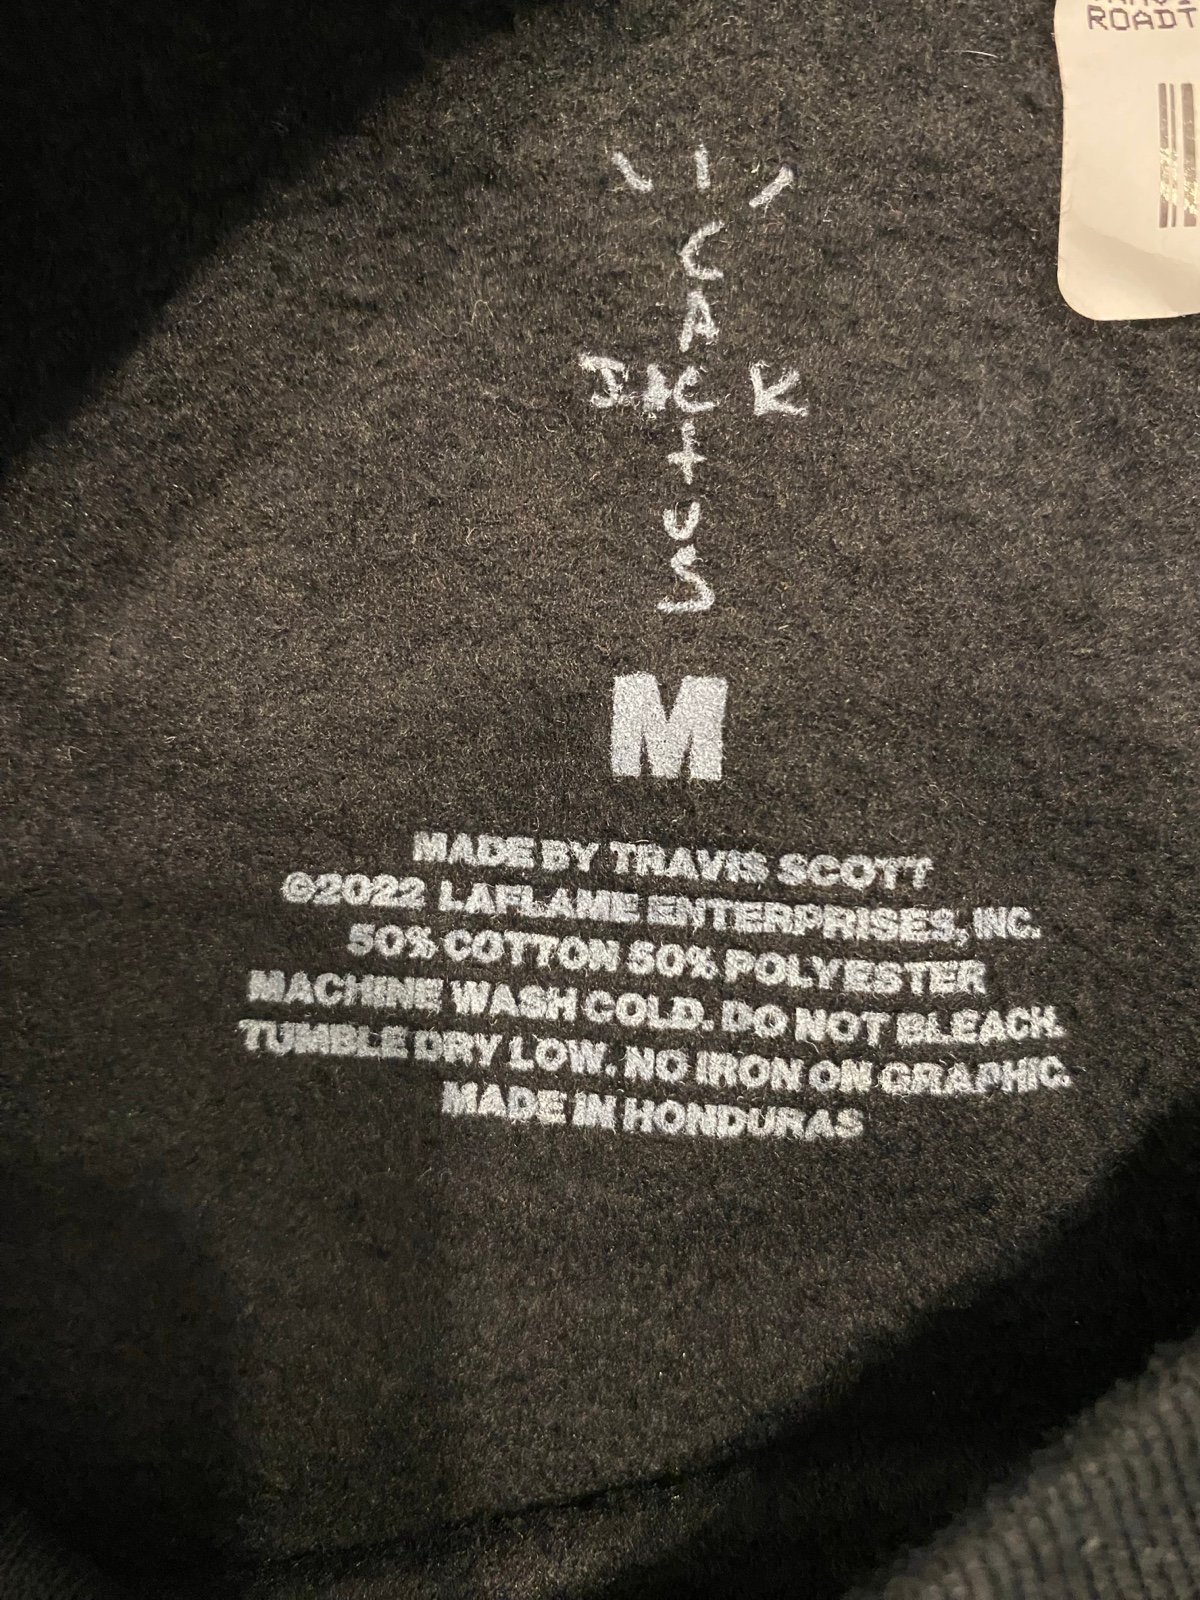 ROADT
CACTUS
JACK
M
MADE BY TRAVIS SCOTT
©2022 LAFLAME ENTERPRISES, INC.
50% COTTON 50% POLYESTER
MACHINE WASH COLD. DO NOT BLEACH.
TUMBLE DRY LOW. NO IRON ON GRAPHIC.
MADE IN HONDURAS